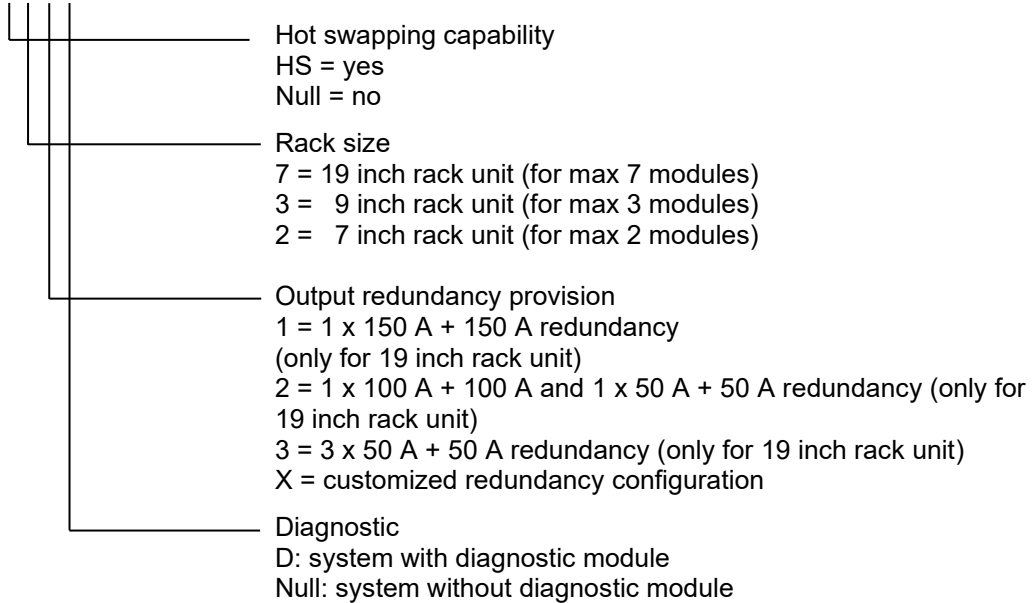 Hot swapping capability
HS = yes
Null = no
Rack size
7 = 19 inch rack unit (for max 7 modules)
3 =   9 inch rack unit (for max 3 modules)
2 =   7 inch rack unit (for max 2 modules)
Output redundancy provision
1 = 1 x 150 A + 150 A redundancy
(only for 19 inch rack unit)
2 = 1 x 100 A + 100 A and 1 x 50 A + 50 A redundancy (only for
19 inch rack unit)
3 = 3 x 50 A + 50 A redundancy (only for 19 inch rack unit)
X = customized redundancy configuration
Diagnostic
D: system with diagnostic module
Null: system without diagnostic module